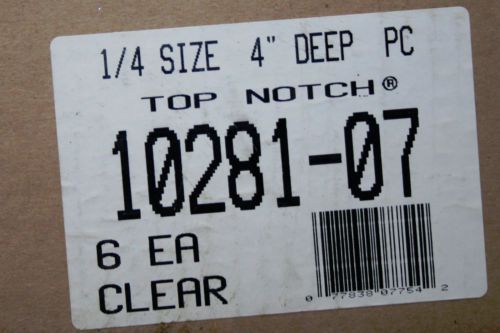 1/4 SIZE 4" DEEP PC
TOP NOTCH®
10281-07
6 EA
CLEAR
0 77838 07754 2